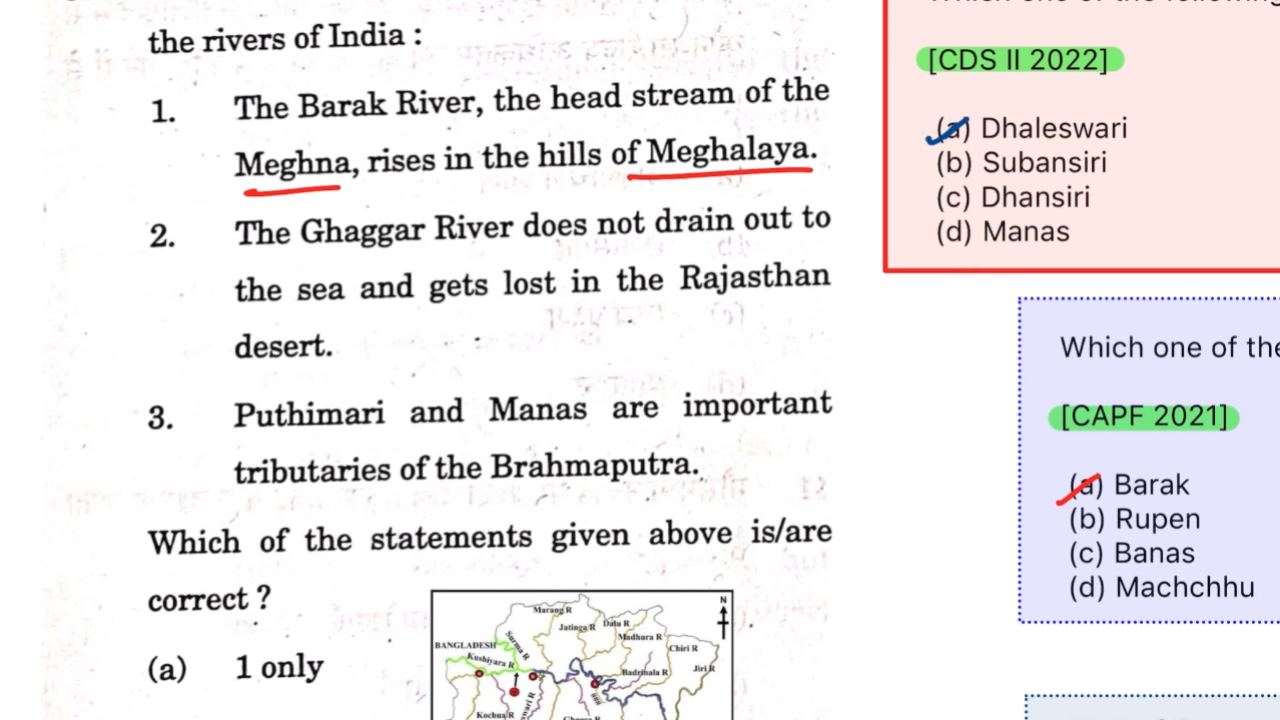 the rivers of India :
1. The Barak River, the head stream of the
Meghna, rises in the hills of Meghalaya.
2. The Ghaggar River does not drain out to
the sea and gets lost in the Rajasthan
desert.
3. Puthimari and Manas are important
tributaries of the Brahmaputra.
Which of the statements given above is/are
correct ?
(a) 1 only
N
Marang R
Jatinga R
Dalu R
Madhura R
BANGLADESH
Surma R
Chiri R
Kushiyara R
Badrinala R
Jiri R
Kochua R
[CDS II 2022]
(a) Dhaleswari
(b) Subansiri
(c) Dhansiri
(d) Manas
Which one of the
[CAPF 2021]
(a) Barak
(b) Rupen
(c) Banas
(d) Machchhu